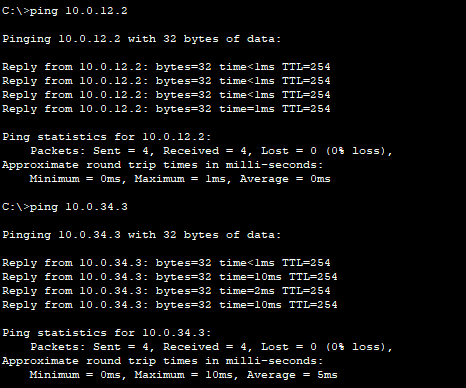 C:\>ping 10.0.12.2
Pinging 10.0.12.2 with 32 bytes of data:
Reply from 10.0.12.2: bytes=32 time<1ms TTL=254
Reply from 10.0.12.2: bytes=32 time<1ms TTL=254
Reply from 10.0.12.2: bytes=32 time<1ms TTL=254
Reply from 10.0.12.2: bytes=32 time=1ms TTL=254
Ping statistics for 10.0.12.2:
    Packets: Sent = 4, Received = 4, Lost = 0 (0% loss),
Approximate round trip times in milli-seconds:
    Minimum = 0ms, Maximum = 1ms, Average = 0ms
C:\>ping 10.0.34.3
Pinging 10.0.34.3 with 32 bytes of data:
Reply from 10.0.34.3: bytes=32 time<1ms TTL=254
Reply from 10.0.34.3: bytes=32 time=10ms TTL=254
Reply from 10.0.34.3: bytes=32 time=2ms TTL=254
Reply from 10.0.34.3: bytes=32 time=10ms TTL=254
Ping statistics for 10.0.34.3:
    Packets: Sent = 4, Received = 4, Lost = 0 (0% loss),
Approximate round trip times in milli-seconds:
    Minimum = 0ms, Maximum = 10ms, Average = 5ms